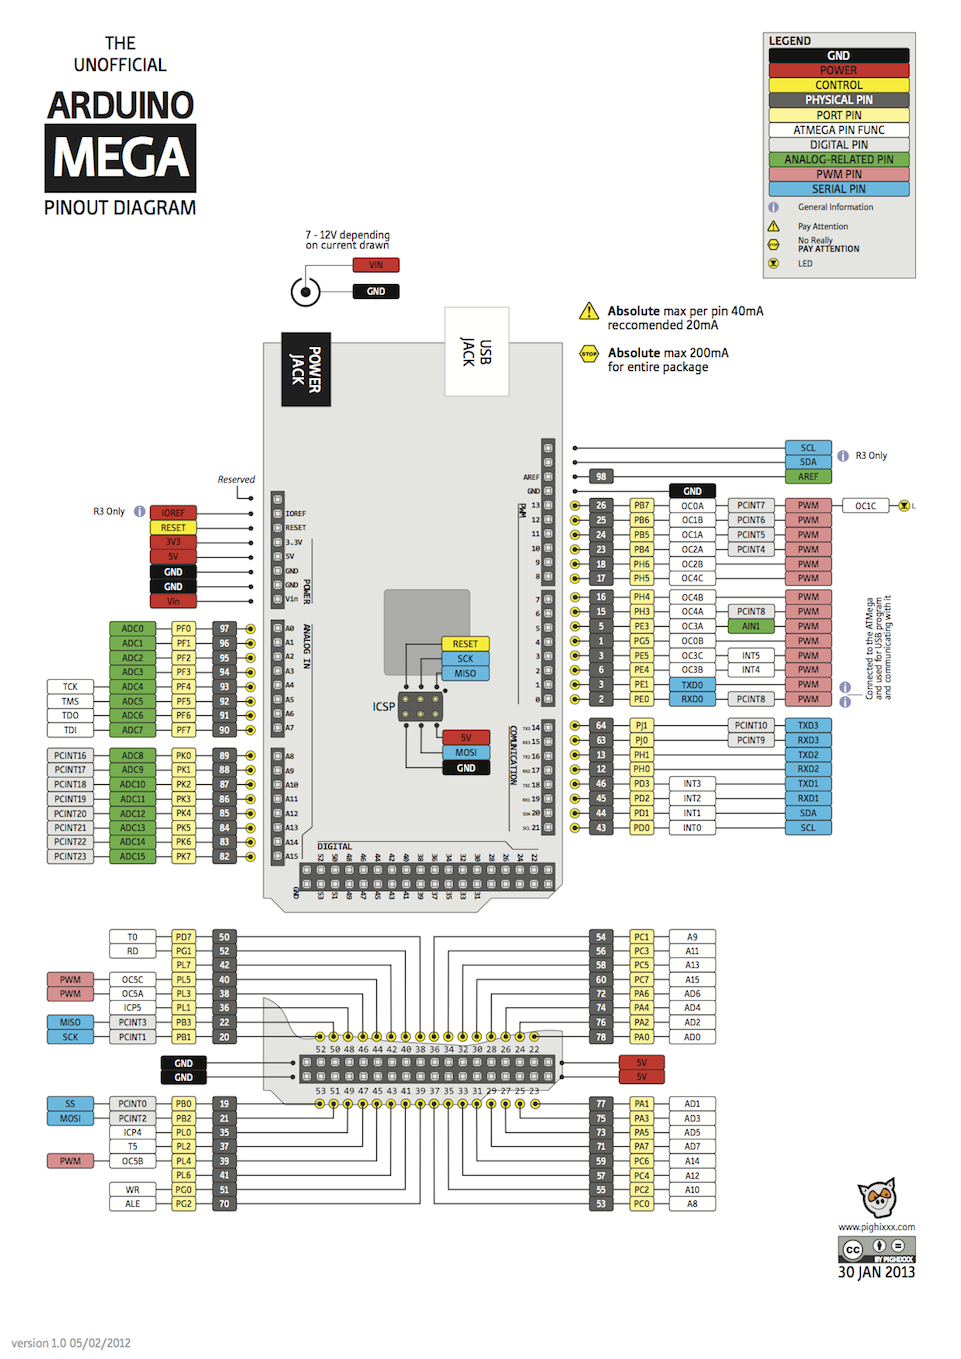 THE
UNOFFICIAL
ARDUINO
MEGA
PINOUT DIAGRAM
LEGEND
GND
POWER
CONTROL
PHYSICAL PIN
PORT PIN
ATMEGA PIN FUNC
DIGITAL PIN
ANALOG-RELATED PIN
PWM PIN
SERIAL PIN
General Information
Pay Attention
No Really
PAY ATTENTION
LED
7 - 12V depending
on current drawn
VIN
GND
Absolute max per pin 40mA
reccomended 20mA
STOP
Absolute max 200mA
for entire package
POWER
JACK
USB
JACK
Reserved
R3 Only IOREF
RESET
3V3
5V
GND
GND
Vin
IOREF
RESET
3.3V
5V
GND
GND
Vin
POWER
ADC0 PF0 97
ADC1 PF1 96
ADC2 PF2 95
ADC3 PF3 94
TCK ADC4 PF4 93
TMS ADC5 PF5 92
TDO ADC6 PF6 91
TDI ADC7 PF7 90
A0
A1
A2
A3
A4
A5
A6
A7
ANALOG IN
PCINT16 ADC8 PK0 89
PCINT17 ADC9 PK1 88
PCINT18 ADC10 PK2 87
PCINT19 ADC11 PK3 86
PCINT20 ADC12 PK4 85
PCINT21 ADC13 PK5 84
PCINT22 ADC14 PK6 83
PCINT23 ADC15 PK7 82
A8
A9
A10
A11
A12
A13
A14
A15
RESET
SCK
MISO
ICSP
5V
MOSI
GND
AREF
GND
13
12
11
10
9
8
PWM
7
6
5
4
3
2
1
0
TX3 14
RX3 15
TX2 16
RX2 17
TX1 18
RX1 19
SDA 20
SCL 21
COMUNICATION
SCL
SDA
R3 Only
98 AREF
GND
26 PB7 OC0A PCINT7 PWM OC1C L
25 PB6 OC1B PCINT6 PWM
24 PB5 OC1A PCINT5 PWM
23 PB4 OC2A PCINT4 PWM
18 PH6 OC2B PWM
17 PH5 OC4C PWM
16 PH4 OC4B PWM
15 PH3 OC4A PCINT8 PWM
5 PE3 OC3A AIN1 PWM
1 PG5 OC0B PWM
3 PE5 OC3C INT5 PWM
6 PE4 OC3B INT4 PWM
3 PE1 TXD0 PWM
2 PE0 RXD0 PCINT8 PWM
Connected to the ATMega
and used for USB program
and communicating with it
64 PJ1 PCINT10 TXD3
63 PJ0 PCINT9 RXD3
13 PH1 TXD2
12 PH0 RXD2
46 PD3 INT3 TXD1
45 PD2 INT2 RXD1
44 PD1 INT1 SDA
43 PD0 INT0 SCL
DIGITAL
52 50 48 46 44 42 40 38 36 34 32 30 28 26 24 22
GND 53 51 49 47 45 43 41 39 37 35 33 31
T0 PD7 50
RD PG1 52
PL7 42
PWM OC5C PL5 40
PWM OC5A PL3 38
ICP5 PL1 36
MISO PCINT3 PB3 22
SCK PCINT1 PB1 20
54 PC1 A9
56 PC3 A11
58 PC5 A13
60 PC7 A15
72 PA6 AD6
74 PA4 AD4
76 PA2 AD2
78 PA0 AD0
52 50 48 46 44 42 40 38 36 34 32 30 28 26 24 22
GND
GND
5V
5V
53 51 49 47 45 43 41 39 37 35 33 31 29 27 25 23
SS PCINT0 PB0 19
MOSI PCINT2 PB2 21
ICP4 PL0 35
T5 PL2 37
PWM OC5B PL4 39
PL6 41
WR PG0 51
ALE PG2 70
77 PA1 AD1
75 PA3 AD3
73 PA5 AD5
71 PA7 AD7
59 PC6 A14
57 PC4 A12
55 PC2 A10
53 PC0 A8
www.pighixxx.com
cc
BY PIGHIXXX
30 JAN 2013
version 1.0 05/02/2012